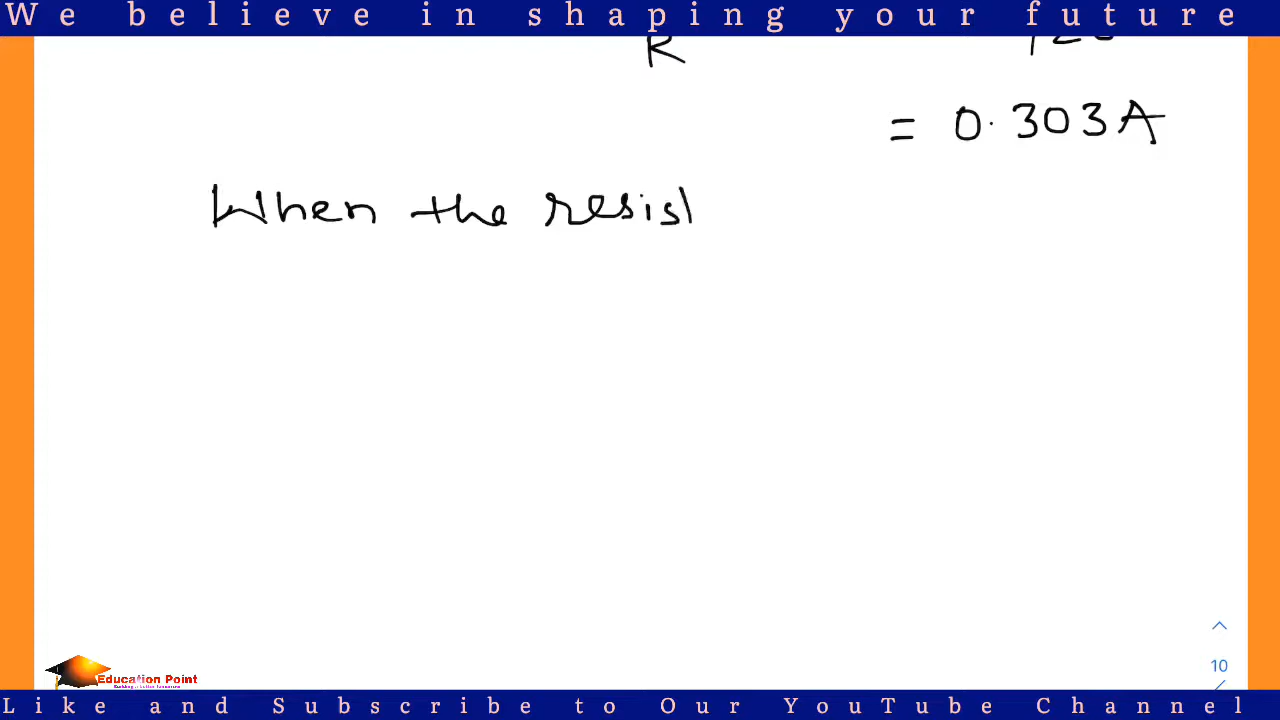 We believe in shaping your future
R
= 0.303A
When the resist
Education Point
Like and Subscribe to Our YouTube Channel
10